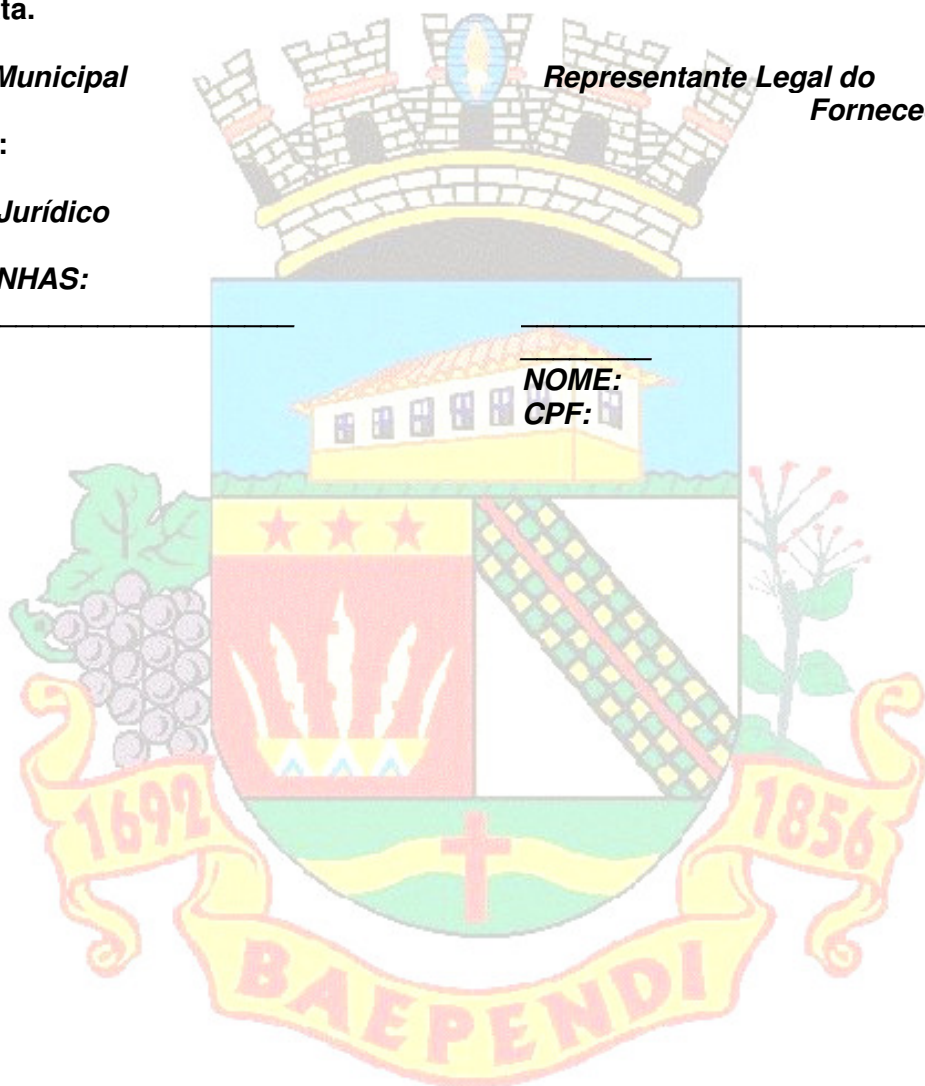 ta.
Municipal Representante Legal do
Fornece
:
Jurídico
NHAS:
NOME:
CPF:
1692 1856
BAEPENDI